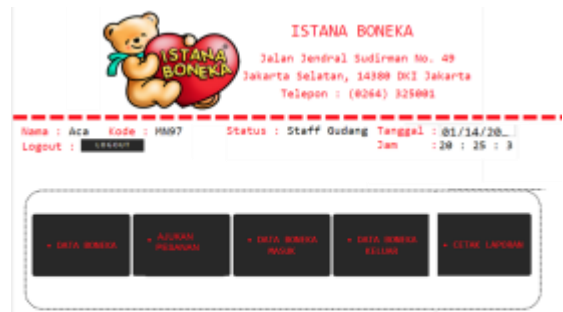 ISTANA BONEKA
ISTANA
BONEKA
Jalan Jendral Sudirman No. 49
Jakarta Selatan, 14380 DKI Jakarta
Telepon : (0264) 325001
Nama : Aca Kode : MN97 Status : Staff Gudang Tanggal : 01/14/20...
Logout : LOGOUT Jam : 20 : 25 : 3
• DATA BONEKA
• AJUKAN
PESANAN
• DATA BONEKA
MASUK
• DATA BONEKA
KELUAR
• CETAK LAPORAN